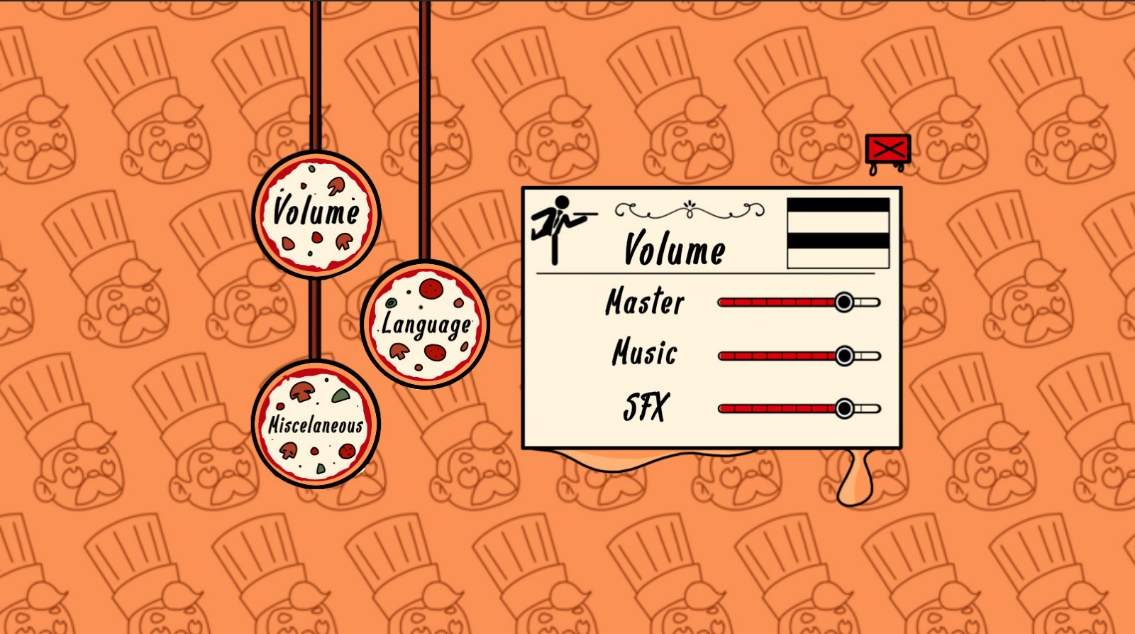 Volume
Language
Miscelaneous
Volume
Master
Music
SFX